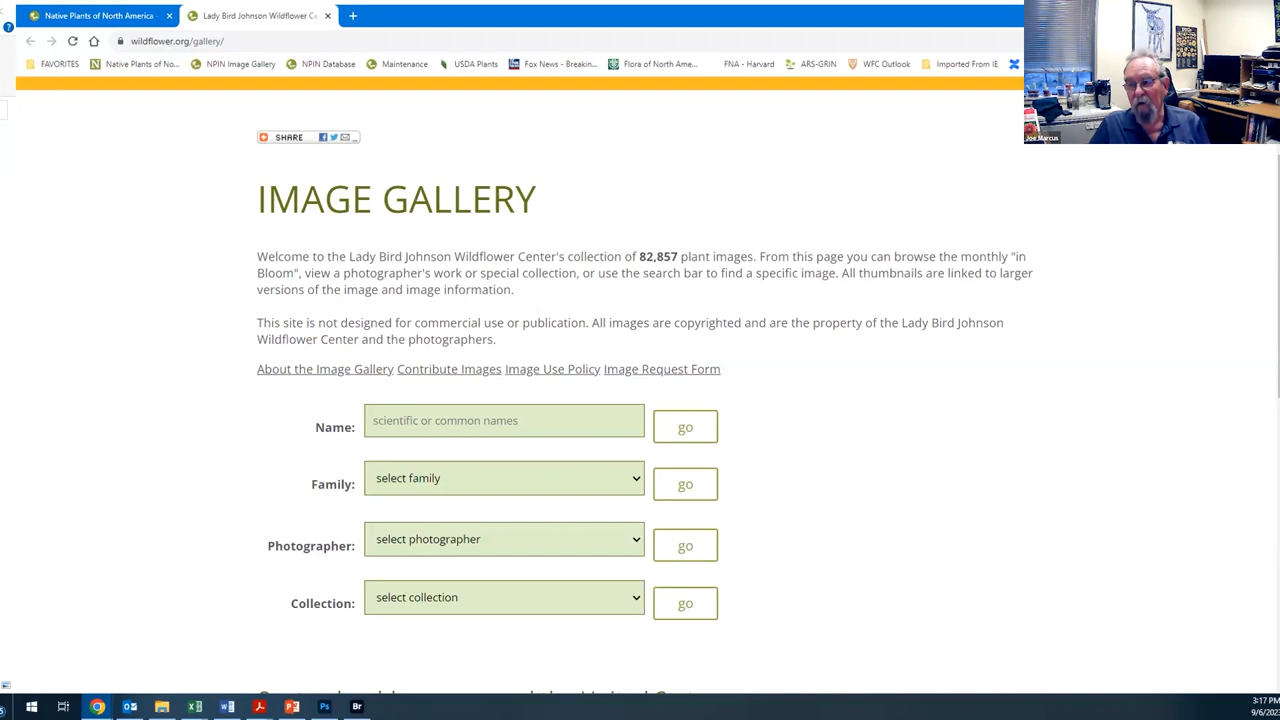 Native Plants of North America
Lady Bird Johnson Wildflower Ce
wildflower.org/gallery/
FAVORITES
Native Plants of No...
NPIN Image Gallery
NPIN Database
Maintenance
USDA Plants
Fox News - Breakin...
Flora of North Ame...
FNA - Harvard
ARS-GRIN
WFC Outlook
Imported From IE
Joe Marcus
SHARE
IMAGE GALLERY
Welcome to the Lady Bird Johnson Wildflower Center's collection of 82,857 plant images. From this page you can browse the monthly "in
Bloom", view a photographer's work or special collection, or use the search bar to find a specific image. All thumbnails are linked to larger
versions of the image and image information.
This site is not designed for commercial use or publication. All images are copyrighted and are the property of the Lady Bird Johnson
Wildflower Center and the photographers.
About the Image Gallery Contribute Images Image Use Policy Image Request Form
Name: scientific or common names go
Family: select family go
Photographer: select photographer go
Collection: select collection go
3:17 PM
9/6/202